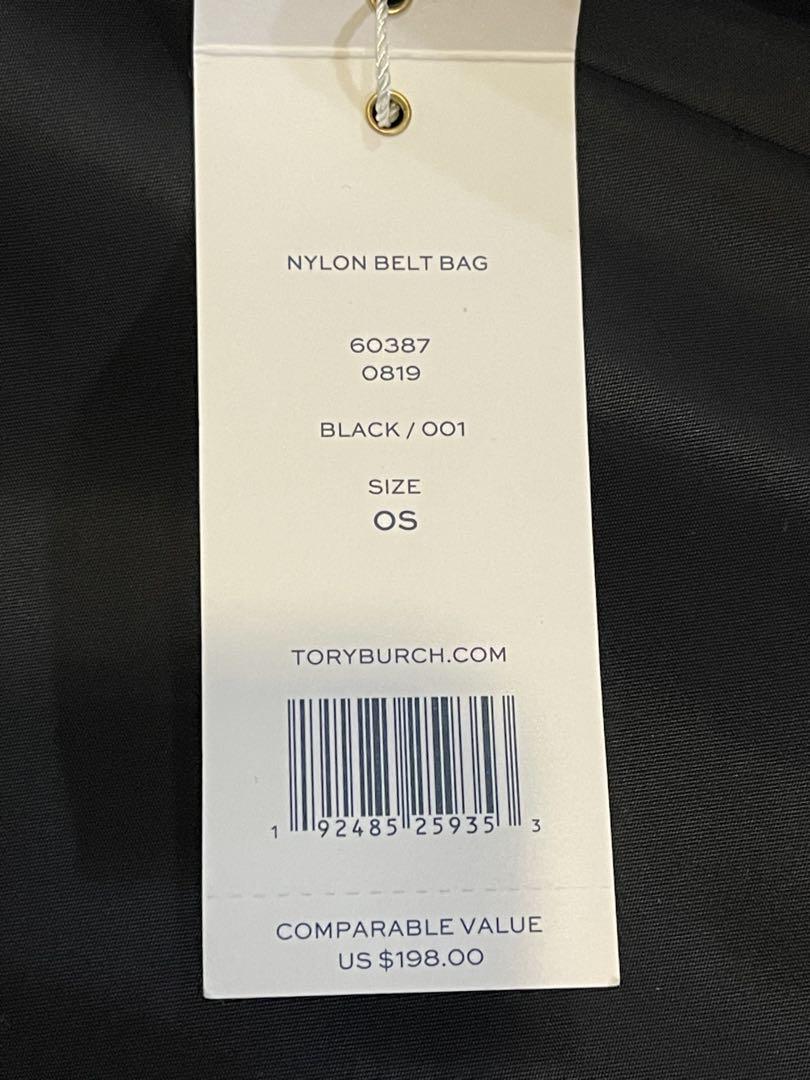 NYLON BELT BAG
60387
0819
BLACK / 001
SIZE
OS
TORYBURCH.COM
1 92485 25935 3
COMPARABLE VALUE
US $198.00